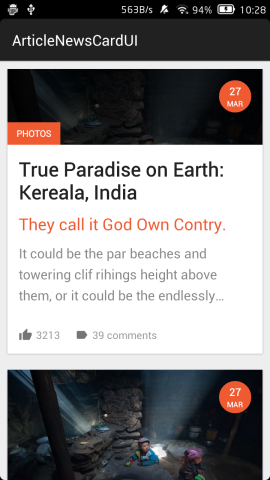 563B/s 94% 10:28
ArticleNewsCardUI
27
MAR
PHOTOS
True Paradise on Earth:
Kereala, India
They call it God Own Contry.
It could be the par beaches and
towering clif rihings height above
them, or it could be the endlessly...
3213 39 comments
27
MAR